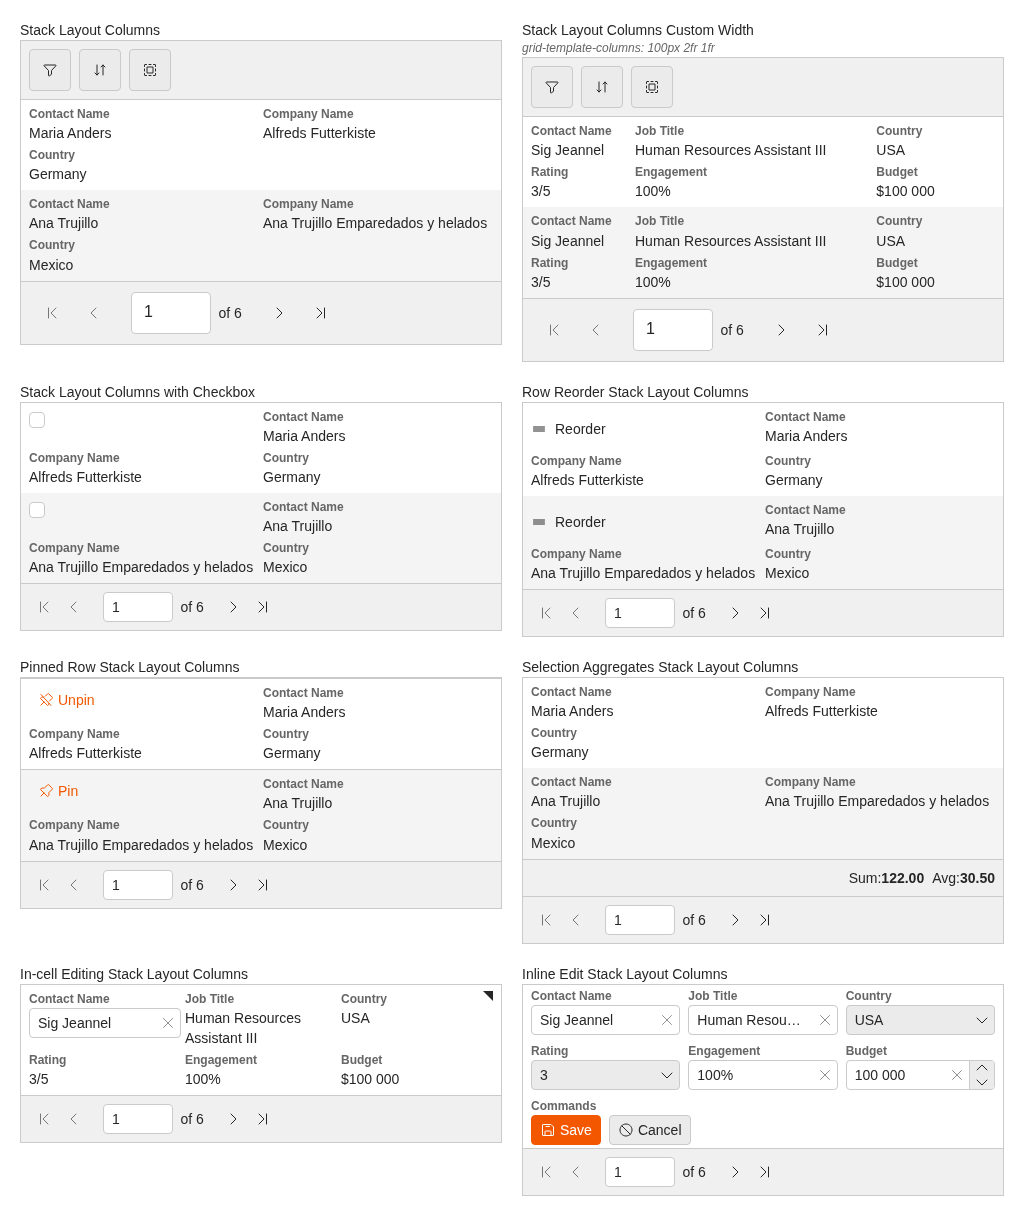 Stack Layout Columns
Contact Name Company Name
Maria Anders Alfreds Futterkiste
Country
Germany
Contact Name Company Name
Ana Trujillo Ana Trujillo Emparedados y helados
Country
Mexico
1 of 6
Stack Layout Columns Custom Width
grid-template-columns: 100px 2fr 1fr
Contact Name Job Title Country
Sig Jeannel Human Resources Assistant III USA
Rating Engagement Budget
3/5 100% $100 000
Contact Name Job Title Country
Sig Jeannel Human Resources Assistant III USA
Rating Engagement Budget
3/5 100% $100 000
1 of 6
Stack Layout Columns with Checkbox
Contact Name
Maria Anders
Company Name Country
Alfreds Futterkiste Germany
Contact Name
Ana Trujillo
Company Name Country
Ana Trujillo Emparedados y helados Mexico
1 of 6
Row Reorder Stack Layout Columns
Contact Name
Reorder Maria Anders
Company Name Country
Alfreds Futterkiste Germany
Contact Name
Reorder Ana Trujillo
Company Name Country
Ana Trujillo Emparedados y helados Mexico
1 of 6
Pinned Row Stack Layout Columns
Contact Name
Unpin Maria Anders
Company Name Country
Alfreds Futterkiste Germany
Contact Name
Pin Ana Trujillo
Company Name Country
Ana Trujillo Emparedados y helados Mexico
1 of 6
Selection Aggregates Stack Layout Columns
Contact Name Company Name
Maria Anders Alfreds Futterkiste
Country
Germany
Contact Name Company Name
Ana Trujillo Ana Trujillo Emparedados y helados
Country
Mexico
Sum:122.00 Avg:30.50
1 of 6
In-cell Editing Stack Layout Columns
Contact Name Job Title Country
Sig Jeannel Human Resources USA
Assistant III
Rating Engagement Budget
3/5 100% $100 000
1 of 6
Inline Edit Stack Layout Columns
Contact Name Job Title Country
Sig Jeannel Human Resou... USA
Rating Engagement Budget
3 100% 100 000
Commands
Save Cancel
1 of 6